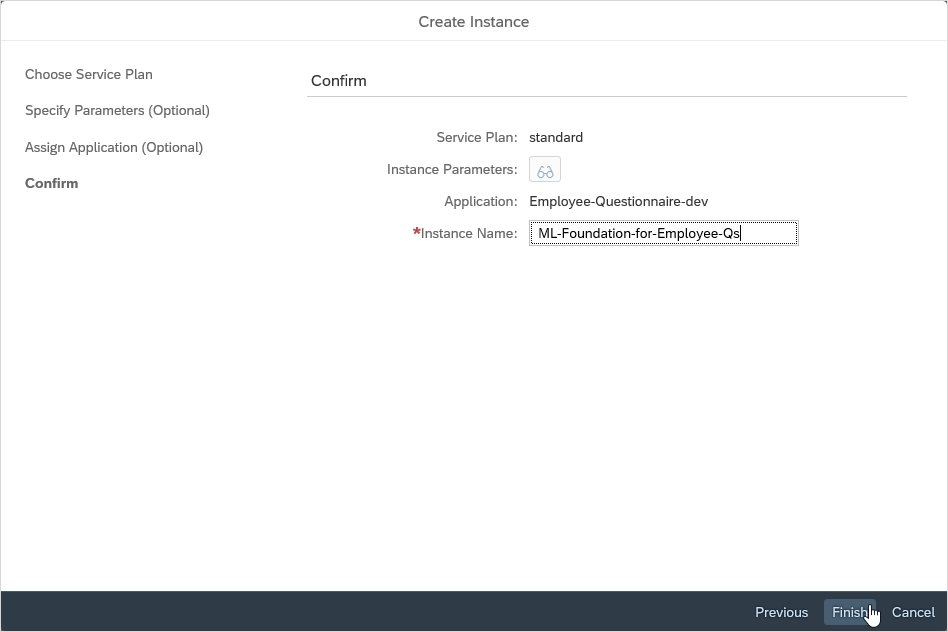 Create Instance
Choose Service Plan
Specify Parameters (Optional)
Assign Application (Optional)
Confirm
Confirm
Service Plan: standard
Instance Parameters:
Application: Employee-Questionnaire-dev
*Instance Name: ML-Foundation-for-Employee-Qs
Previous Finish Cancel